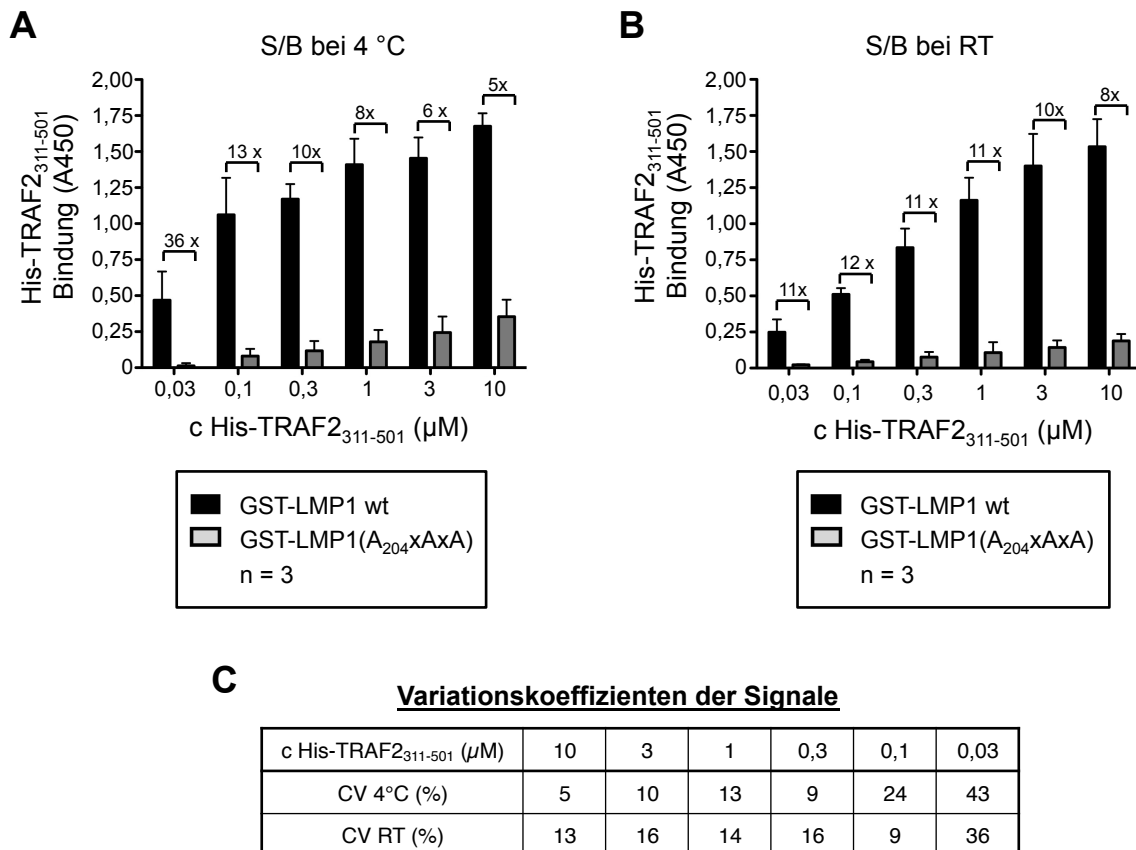 A
S/B bei 4 °C
His-TRAF2311-501
Bindung (A450)
2,00
1,75
1,50
1,25
1,00
0,75
0,50
0,25
0
36 x
13 x
10x
8x
6 x
5x
0,03
0,1
0,3
1
3
10
c His-TRAF2311-501 (µM)
GST-LMP1 wt
GST-LMP1(A204xAxA)
n = 3
B
S/B bei RT
His-TRAF2311-501
Bindung (A450)
2,00
1,75
1,50
1,25
1,00
0,75
0,50
0,25
0
11x
12 x
11 x
11 x
10x
8x
0,03
0,1
0,3
1
3
10
c His-TRAF2311-501 (µM)
GST-LMP1 wt
GST-LMP1(A204xAxA)
n = 3
C
Variationskoeffizienten der Signale
c His-TRAF2311-501 (µM) 10 3 1 0,3 0,1 0,03
CV 4°C (%) 5 10 13 9 24 43
CV RT (%) 13 16 14 16 9 36